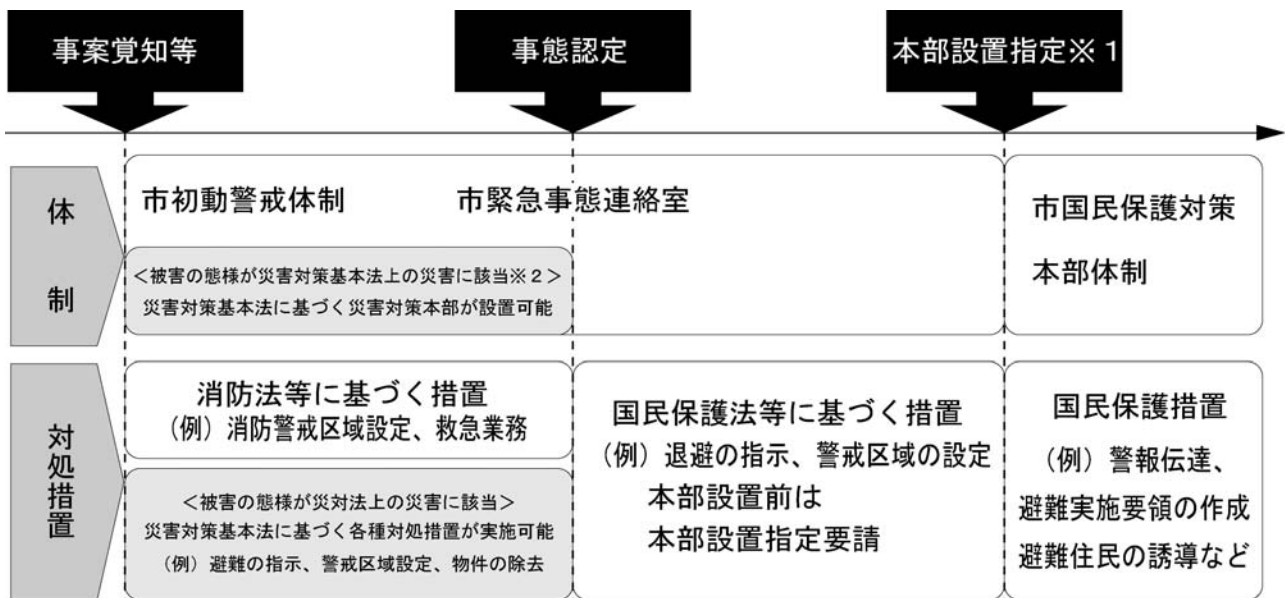 事案覚知等
事態認定
本部設置指定※1
体制
市初動警戒体制
市緊急事態連絡室
<被害の態様が災害対策基本法上の災害に該当※2>
災害対策基本法に基づく災害対策本部が設置可能
市国民保護対策
本部体制
対処措置
消防法等に基づく措置
(例)消防警戒区域設定、救急業務
<被害の態様が災対法上の災害に該当>
災害対策基本法に基づく各種対処措置が実施可能
(例)避難の指示、警戒区域設定、物件の除去
国民保護法等に基づく措置
(例)退避の指示、警戒区域の設定
本部設置前は
本部設置指定要請
国民保護措置
(例)警報伝達、
避難実施要領の作成
避難住民の誘導など